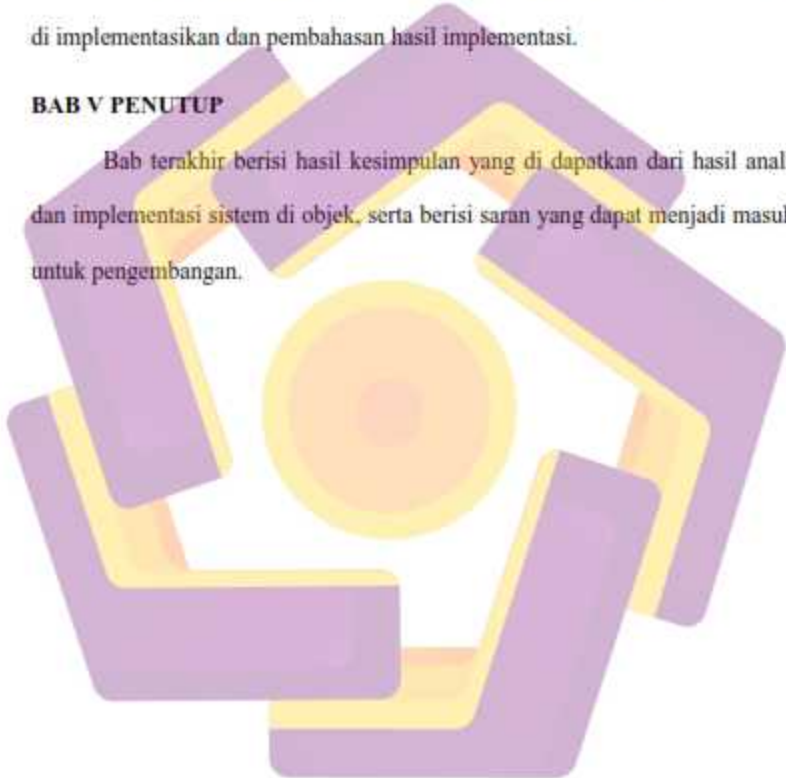 di implementasikan dan pembahasan hasil implementasi.
BAB V PENUTUP
Bab terakhir berisi hasil kesimpulan yang di dapatkan dari hasil anal
dan implementasi sistem di objek, serta berisi saran yang dapat menjadi masul
untuk pengembangan.